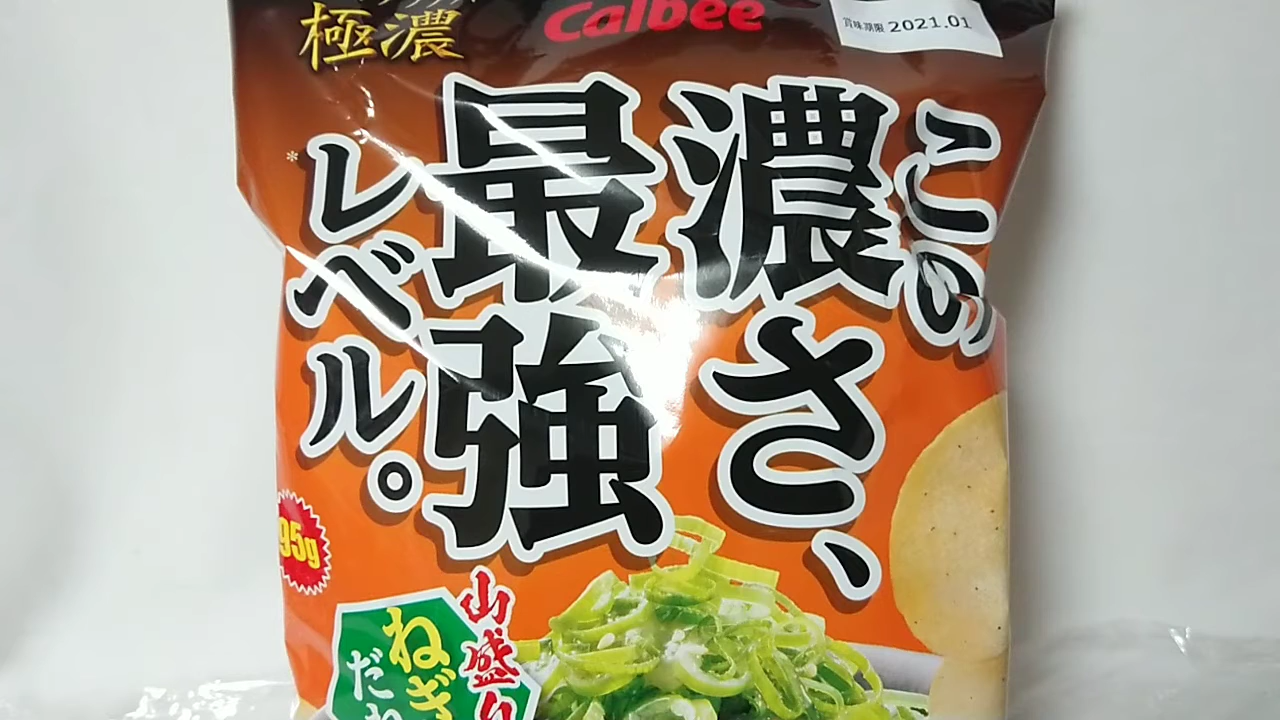 極濃
Calbee
賞味期限 2021.01
この
濃さ、
最強
*レベル。
95g
山盛り
ねぎ
だれ